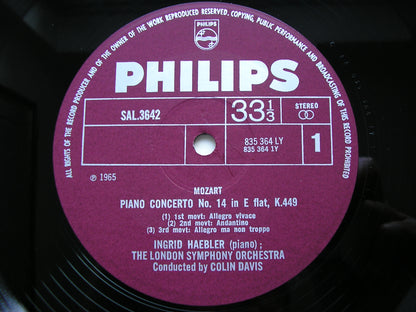 ALL RIGHTS OF THE RECORD PRODUCER AND OF THE OWNER OF THE WORK REPRODUCED RESERVED. COPYING, PUBLIC PERFORMANCE AND BROADCASTING OF THIS RECORD PROHIBITED
PHILIPS
PHILIPS
SAL.3642
33 1/3
STEREO
835 364 LY
835 364 1Y
1
℗ 1965
MOZART
PIANO CONCERTO No. 14 in E flat, K.449
(1) 1st movt: Allegro vivace
(2) 2nd movt: Andantino
(3) 3rd movt: Allegro ma non troppo
INGRID HAEBLER (piano) :
THE LONDON SYMPHONY ORCHESTRA
Conducted by COLIN DAVIS